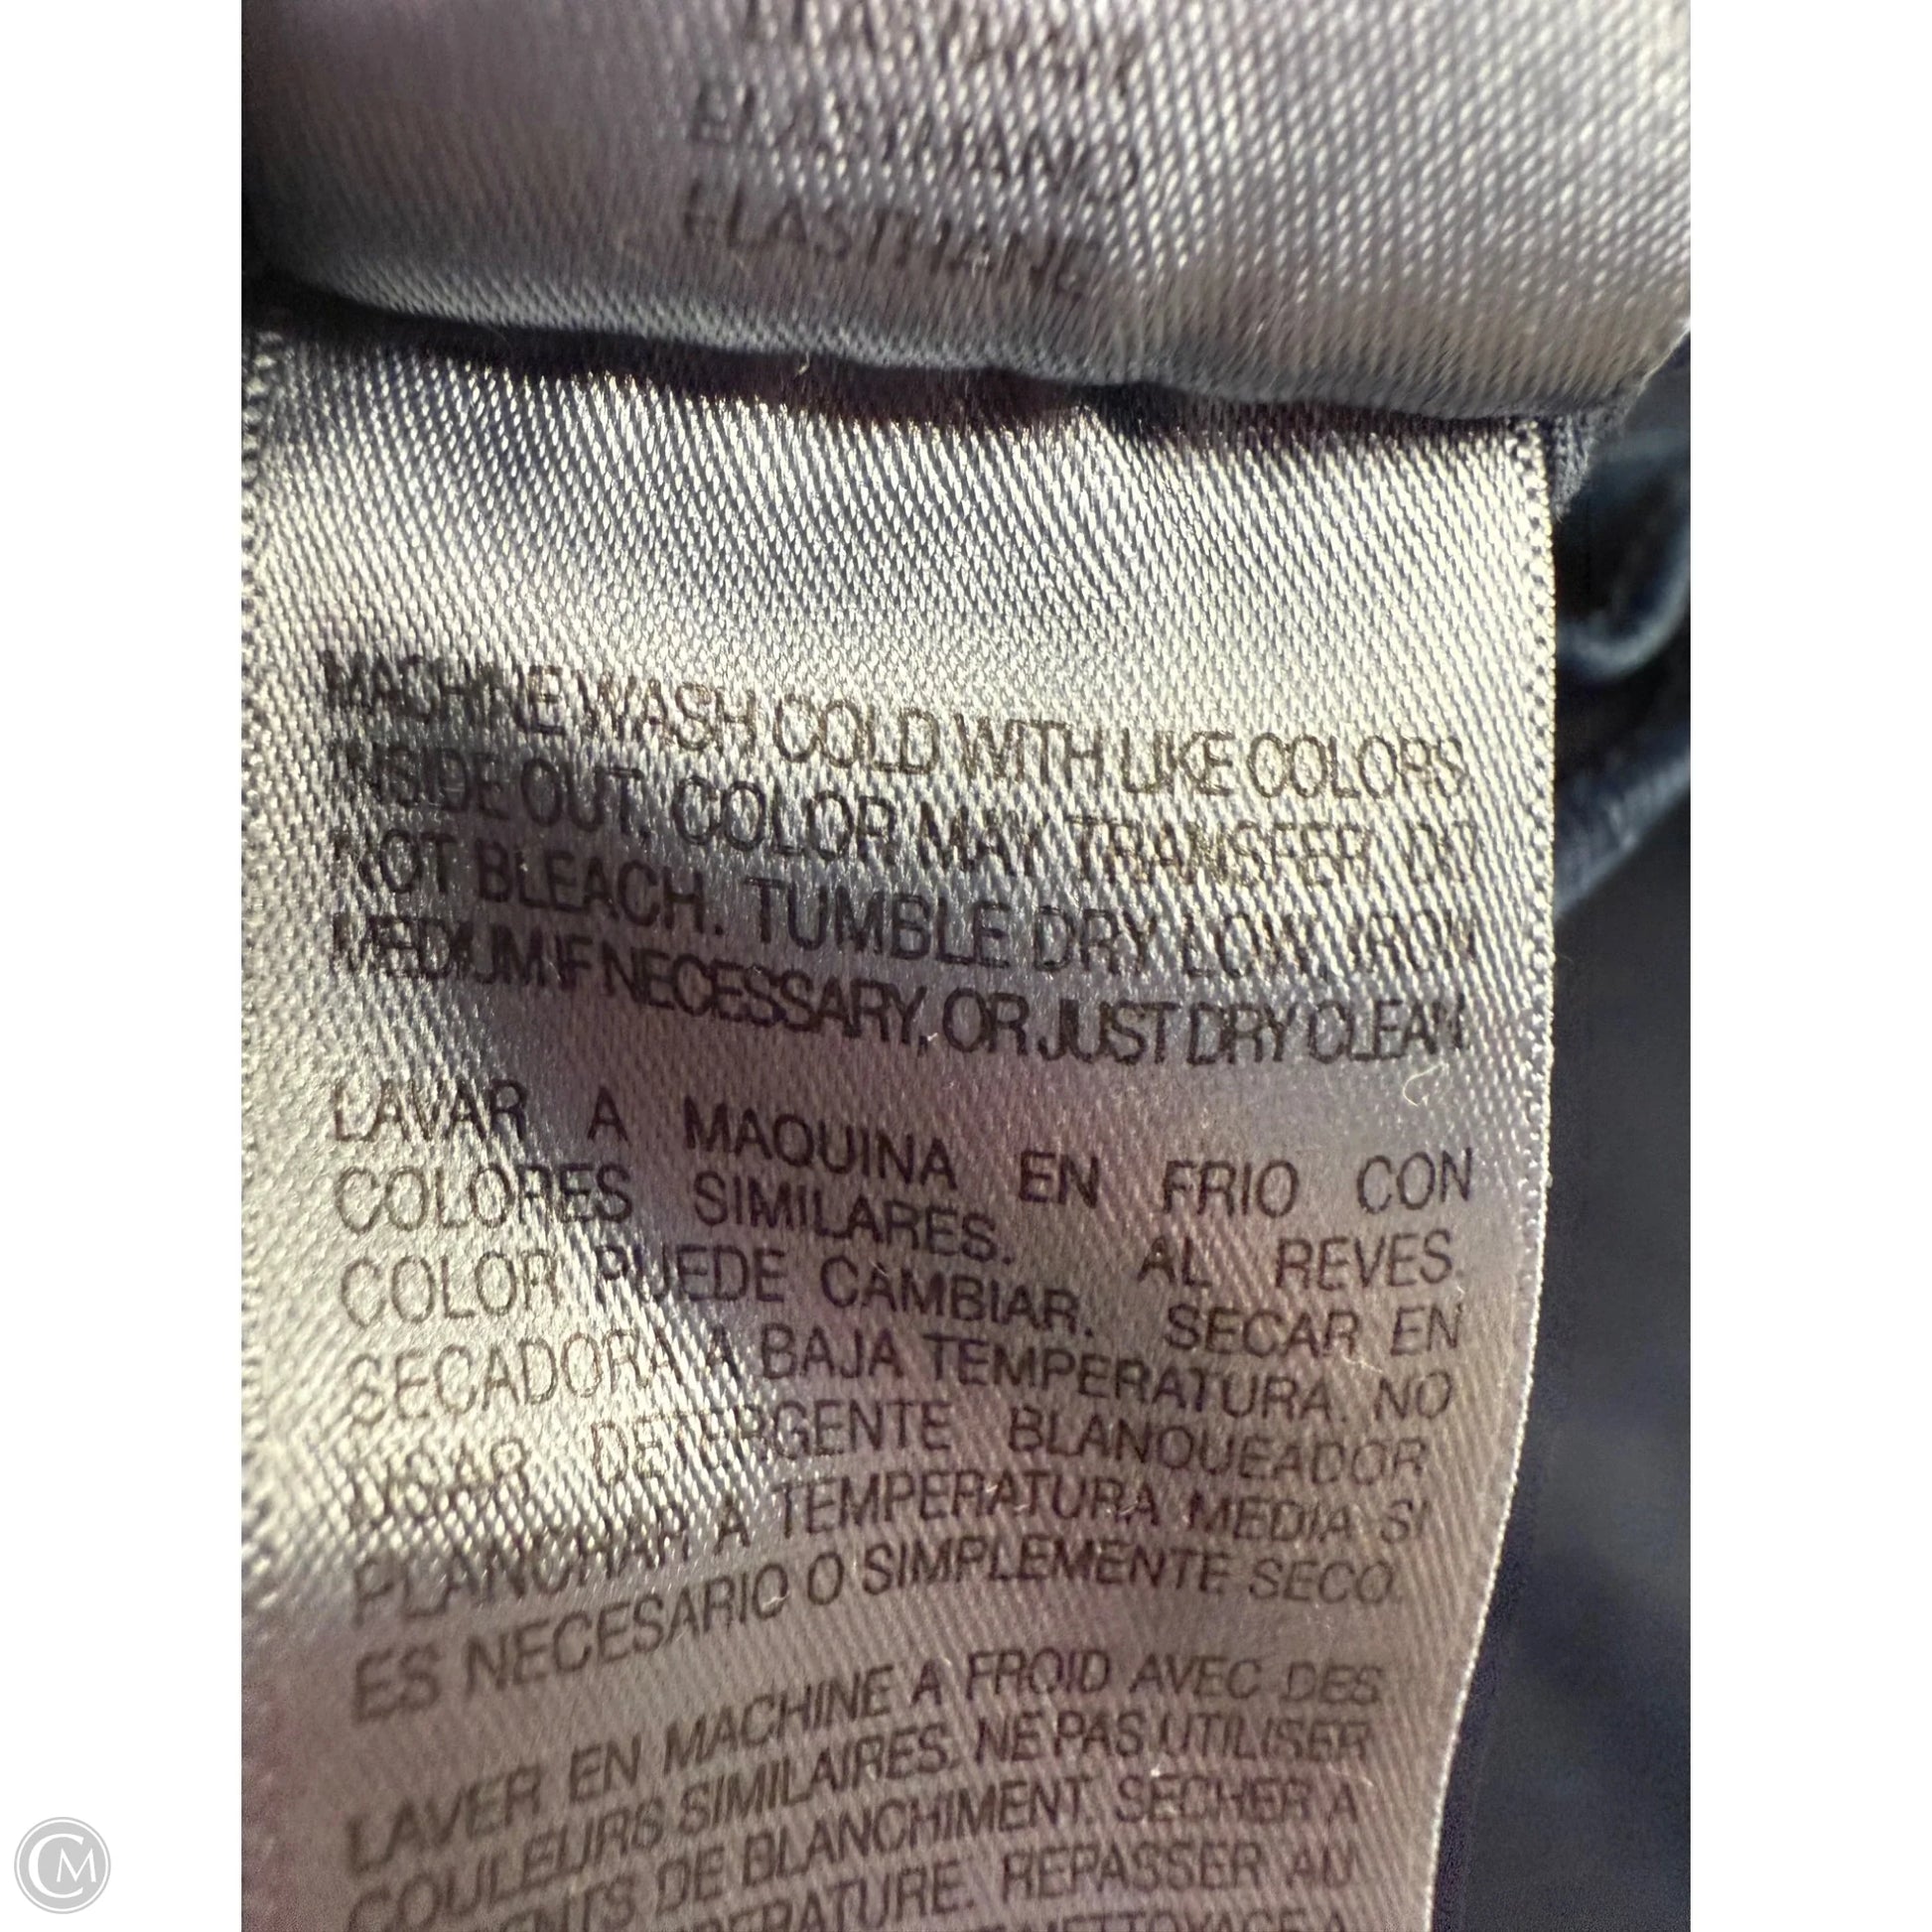 ELASTANO
ELASTHANE
MACHINE WASH COLD WITH LIKE COLORS
INSIDE OUT. COLOR MAY TRANSFER. DO
NOT BLEACH. TUMBLE DRY LOW, IRON
MEDIUM IF NECESSARY, OR JUST DRY CLEAN
LAVAR A MAQUINA EN FRIO CON
COLORES SIMILARES. AL REVES.
COLOR PUEDE CAMBIAR. SECAR EN
SECADORA A BAJA TEMPERATURA. NO
USAR DETERGENTE BLANQUEADOR
PLANCHAR A TEMPERATURA MEDIA SI
ES NECESARIO O SIMPLEMENTE SECO.
LAVER EN MACHINE A FROID AVEC DES
COULEURS SIMILAIRES. NE PAS UTILISER
DE BLANCHIMENT. SECHER A
REPASSER AU
CM